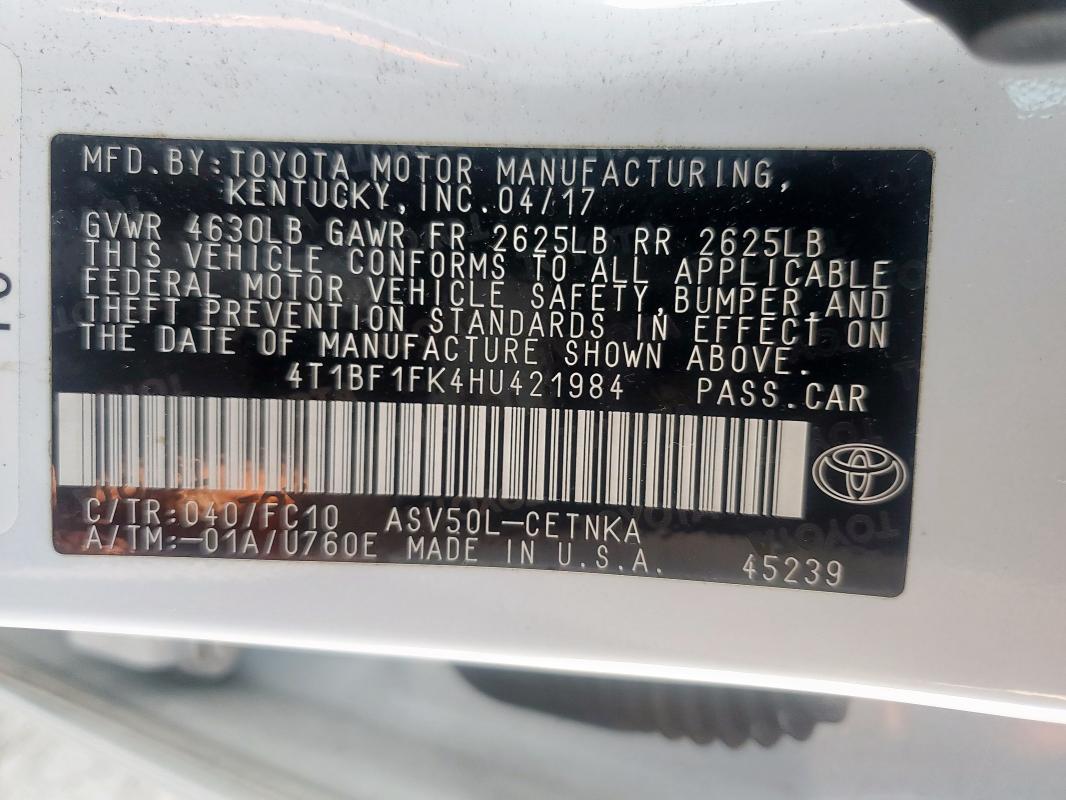 MFD.BY:TOYOTA MOTOR MANUFACTURING,
KENTUCKY,INC.04/17
GVWR 4630LB GAWR FR 2625LB RR 2625LB
THIS VEHICLE CONFORMS TO ALL APPLICABLE
FEDERAL MOTOR VEHICLE SAFETY,BUMPER,AND
THEFT PREVENTION STANDARDS IN EFFECT ON
THE DATE OF MANUFACTURE SHOWN ABOVE.
4T1BF1FK4HU421984 PASS.CAR
C/TR:040/FC10 ASV50L-CETNKA
A/TM:-01A/U760E MADE IN U.S.A. 45239